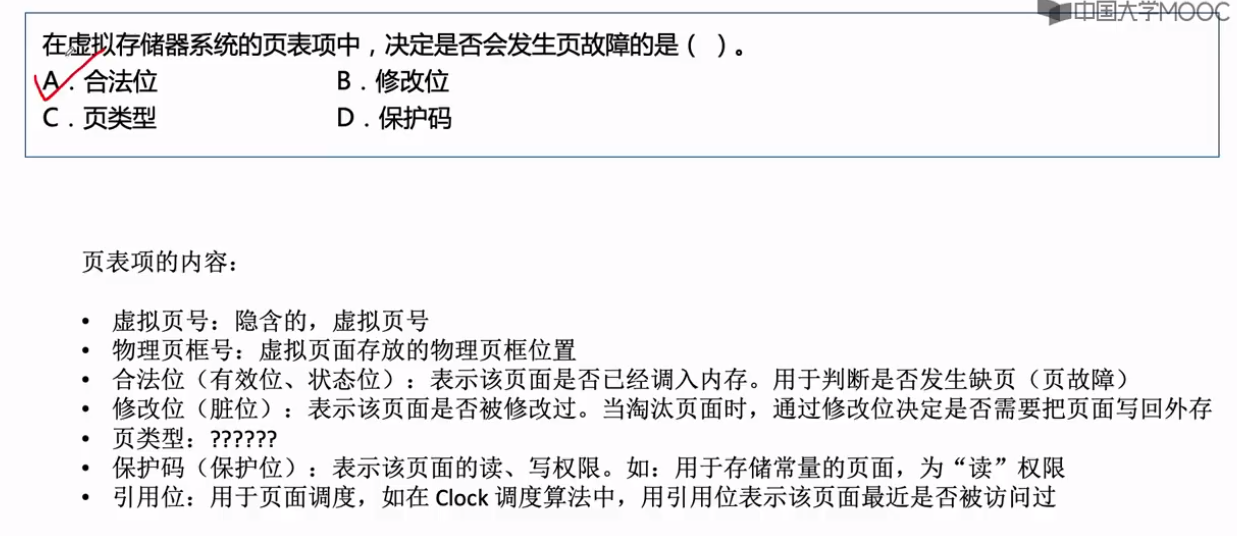 中国大学MOOC
在虚拟存储器系统的页表项中，决定是否会发生页故障的是（ ）。
A．合法位 B．修改位
C．页类型 D．保护码
页表项的内容：
• 虚拟页号：隐含的，虚拟页号
• 物理页框号：虚拟页面存放的物理页框位置
• 合法位（有效位、状态位）：表示该页面是否已经调入内存。用于判断是否发生缺页（页故障）
• 修改位（脏位）：表示该页面是否被修改过。当淘汰页面时，通过修改位决定是否需要把页面写回外存
• 页类型：??????
• 保护码（保护位）：表示该页面的读、写权限。如：用于存储常量的页面，为“读”权限
• 引用位：用于页面调度，如在 Clock 调度算法中，用引用位表示该页面最近是否被访问过